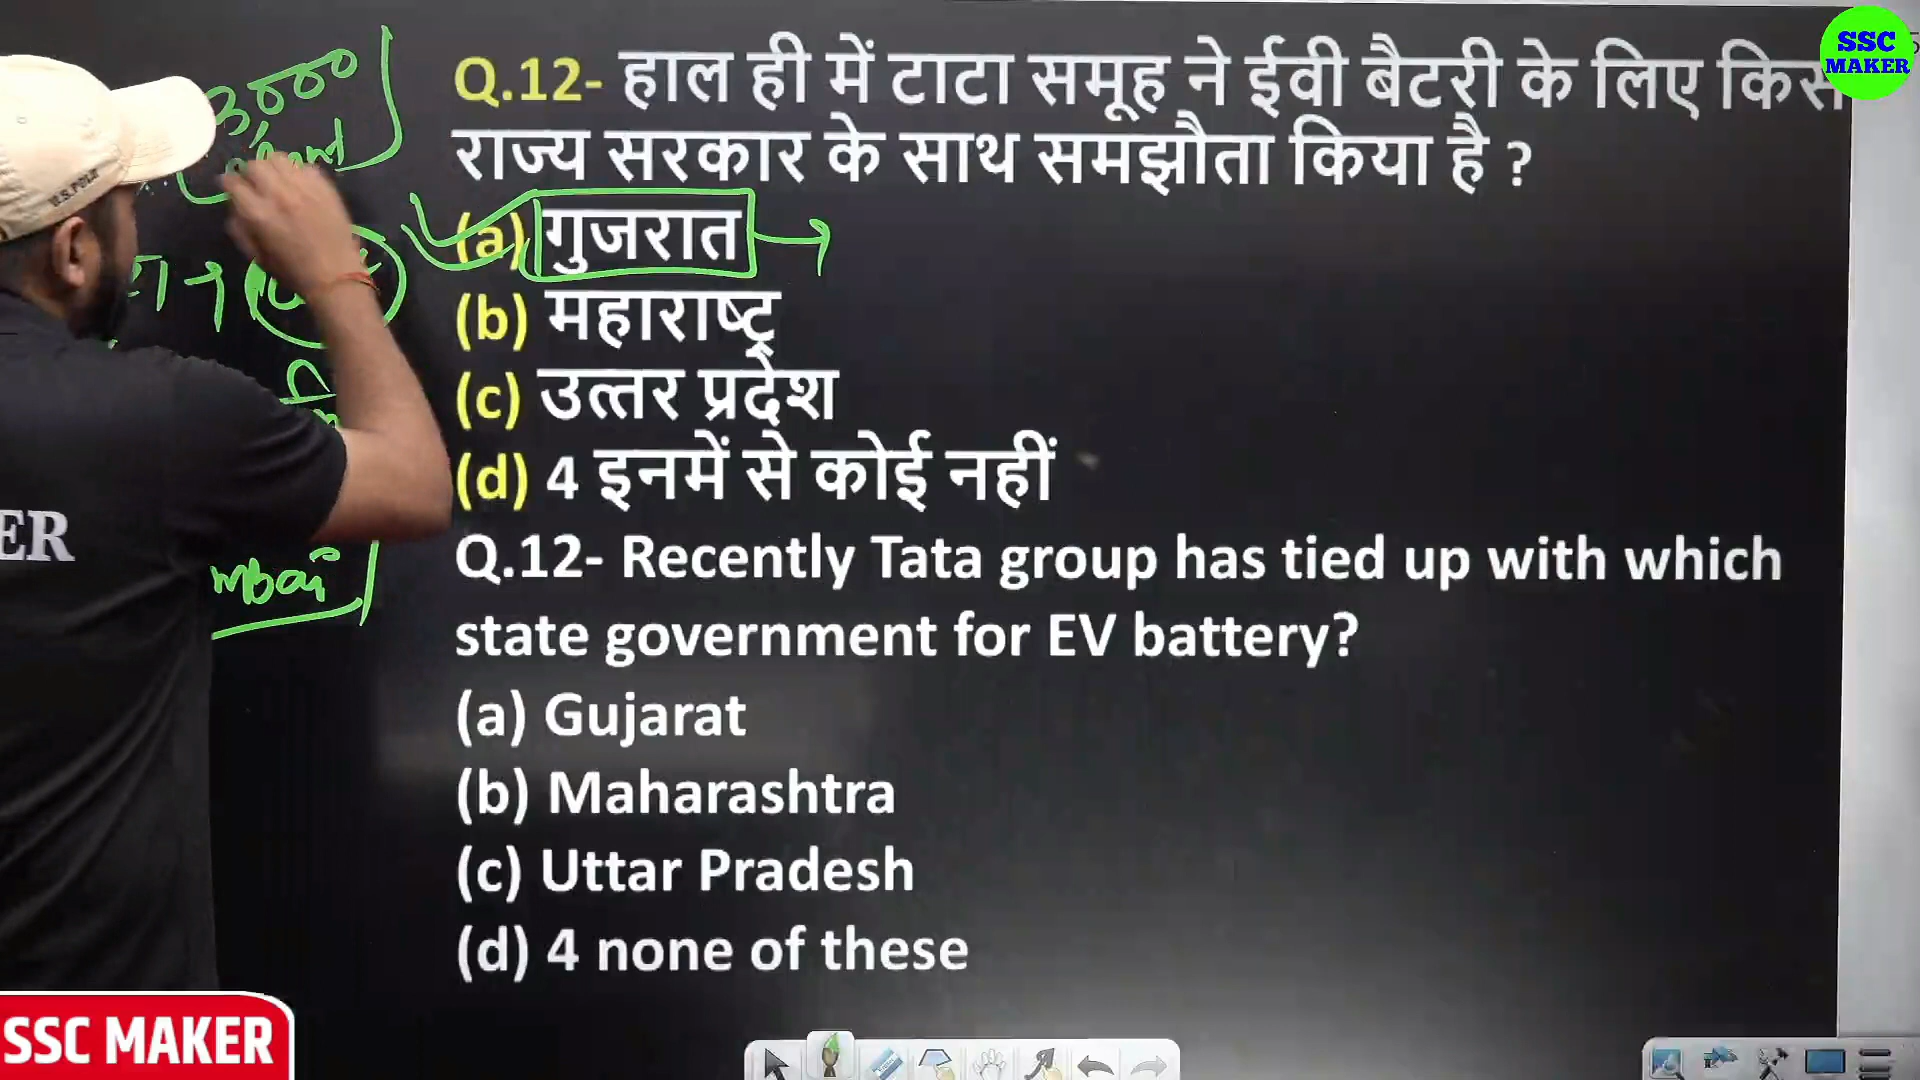 SSC
MAKER
Q.12- हाल ही में टाटा समूह ने ईवी बैटरी के लिए किस
राज्य सरकार के साथ समझौता किया है ?
(a) गुजरात
(b) महाराष्ट्र
(c) उत्तर प्रदेश
(d) 4 इनमें से कोई नहीं
Q.12- Recently Tata group has tied up with which
state government for EV battery?
(a) Gujarat
(b) Maharashtra
(c) Uttar Pradesh
(d) 4 none of these
U.S.POLO
ER
SSC MAKER